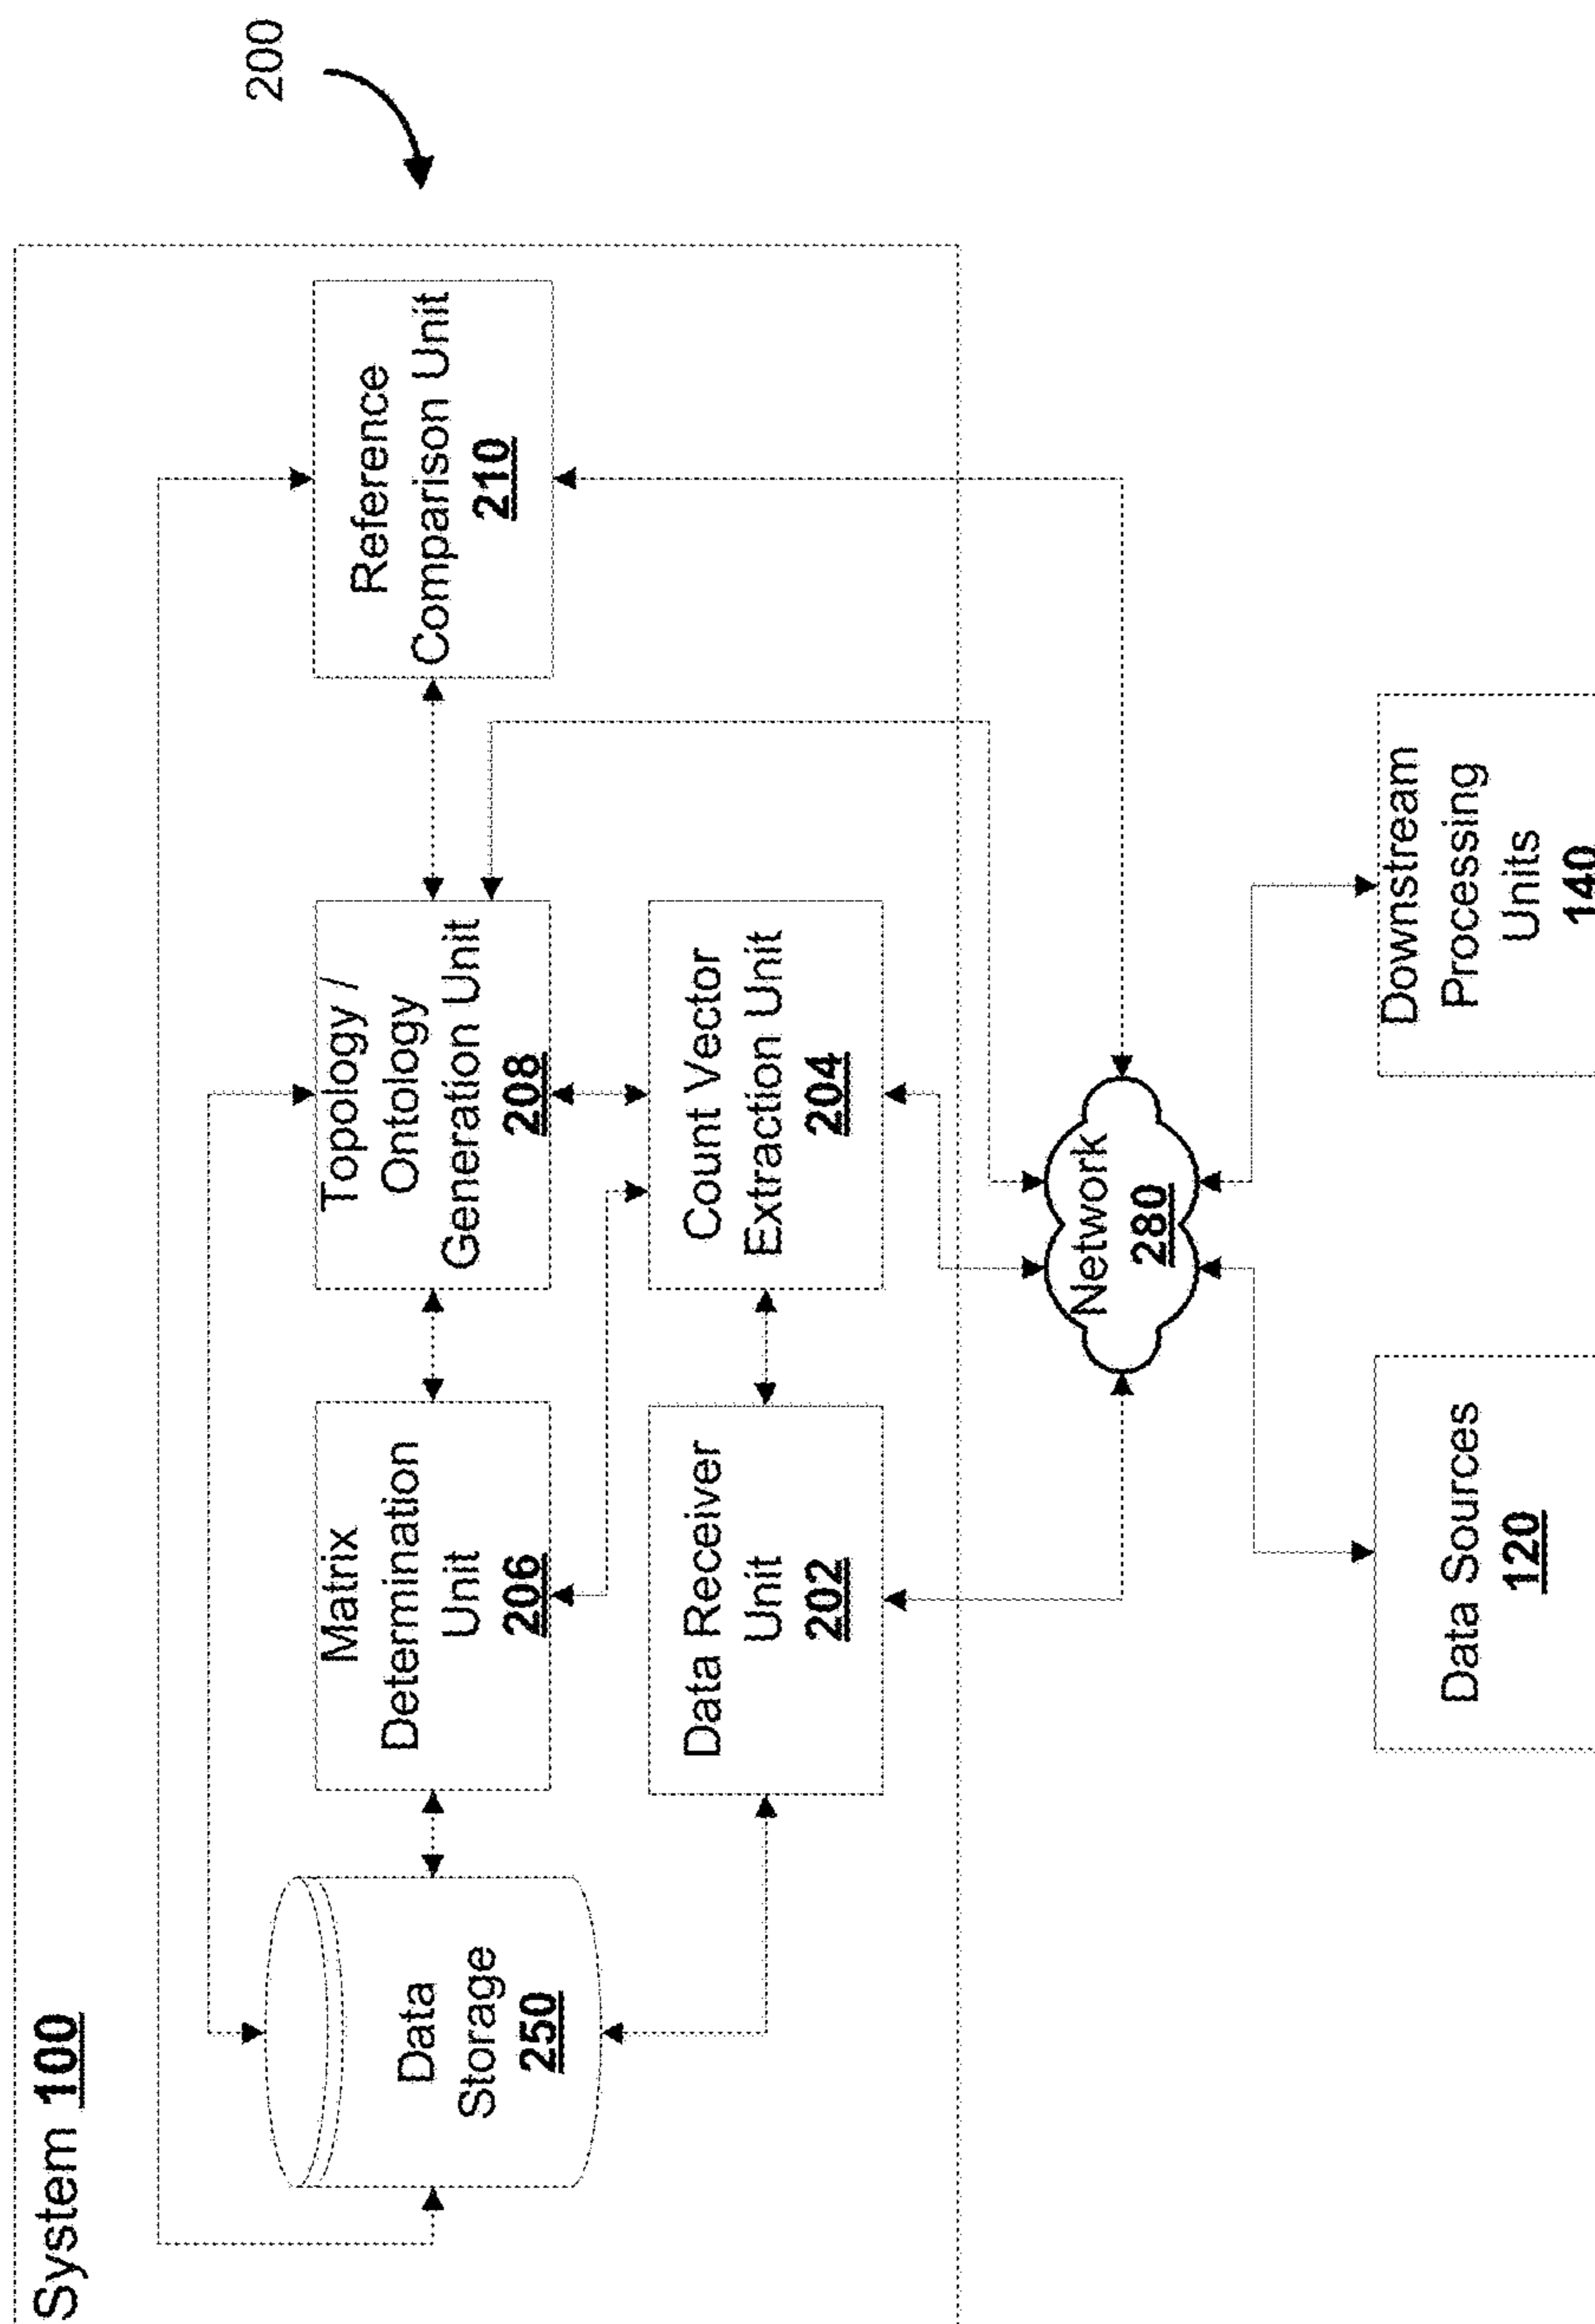 200
System 100
Data
Storage
250
Matrix
Determination
Unit
206
Topology /
Ontology
Generation Unit
208
Reference
Comparison Unit
210
Data Receiver
Unit
202
Count Vector
Extraction Unit
204
Network
280
Data Sources
120
Downstream
Processing
Units
140